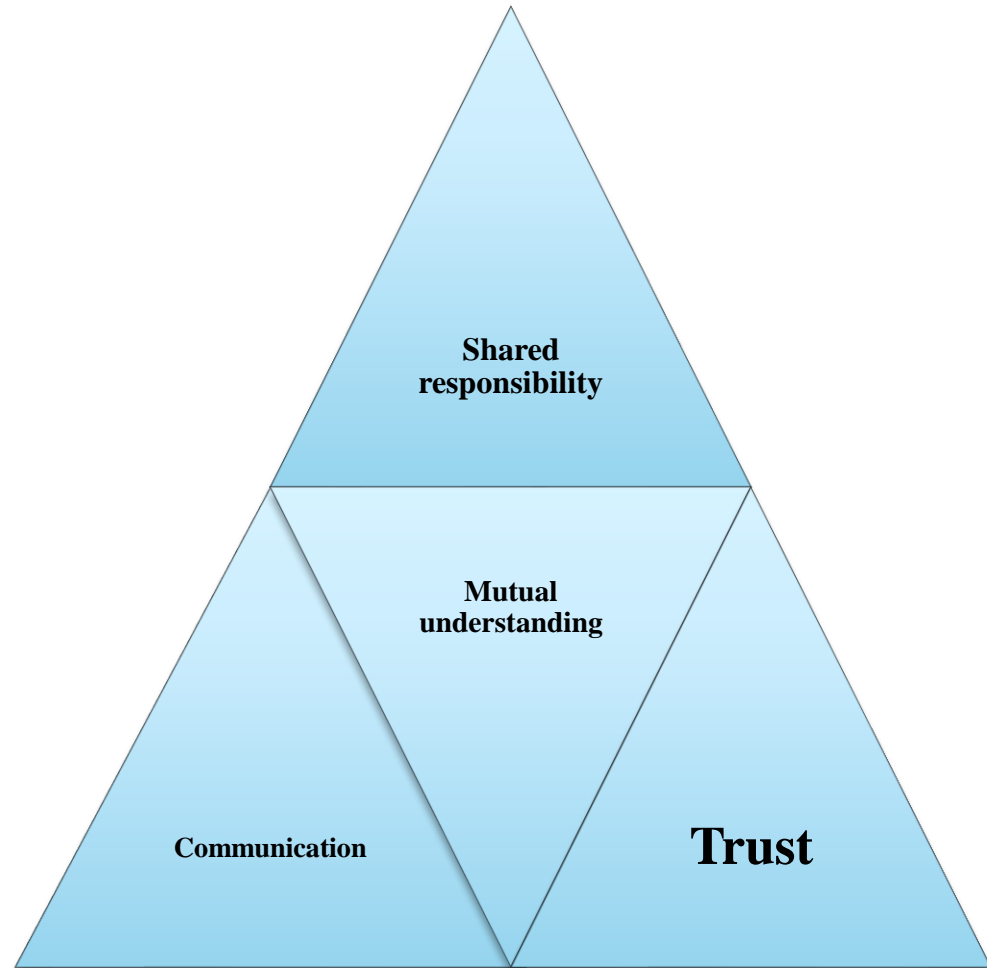 Shared
responsibility
Mutual
understanding
Communication
Trust